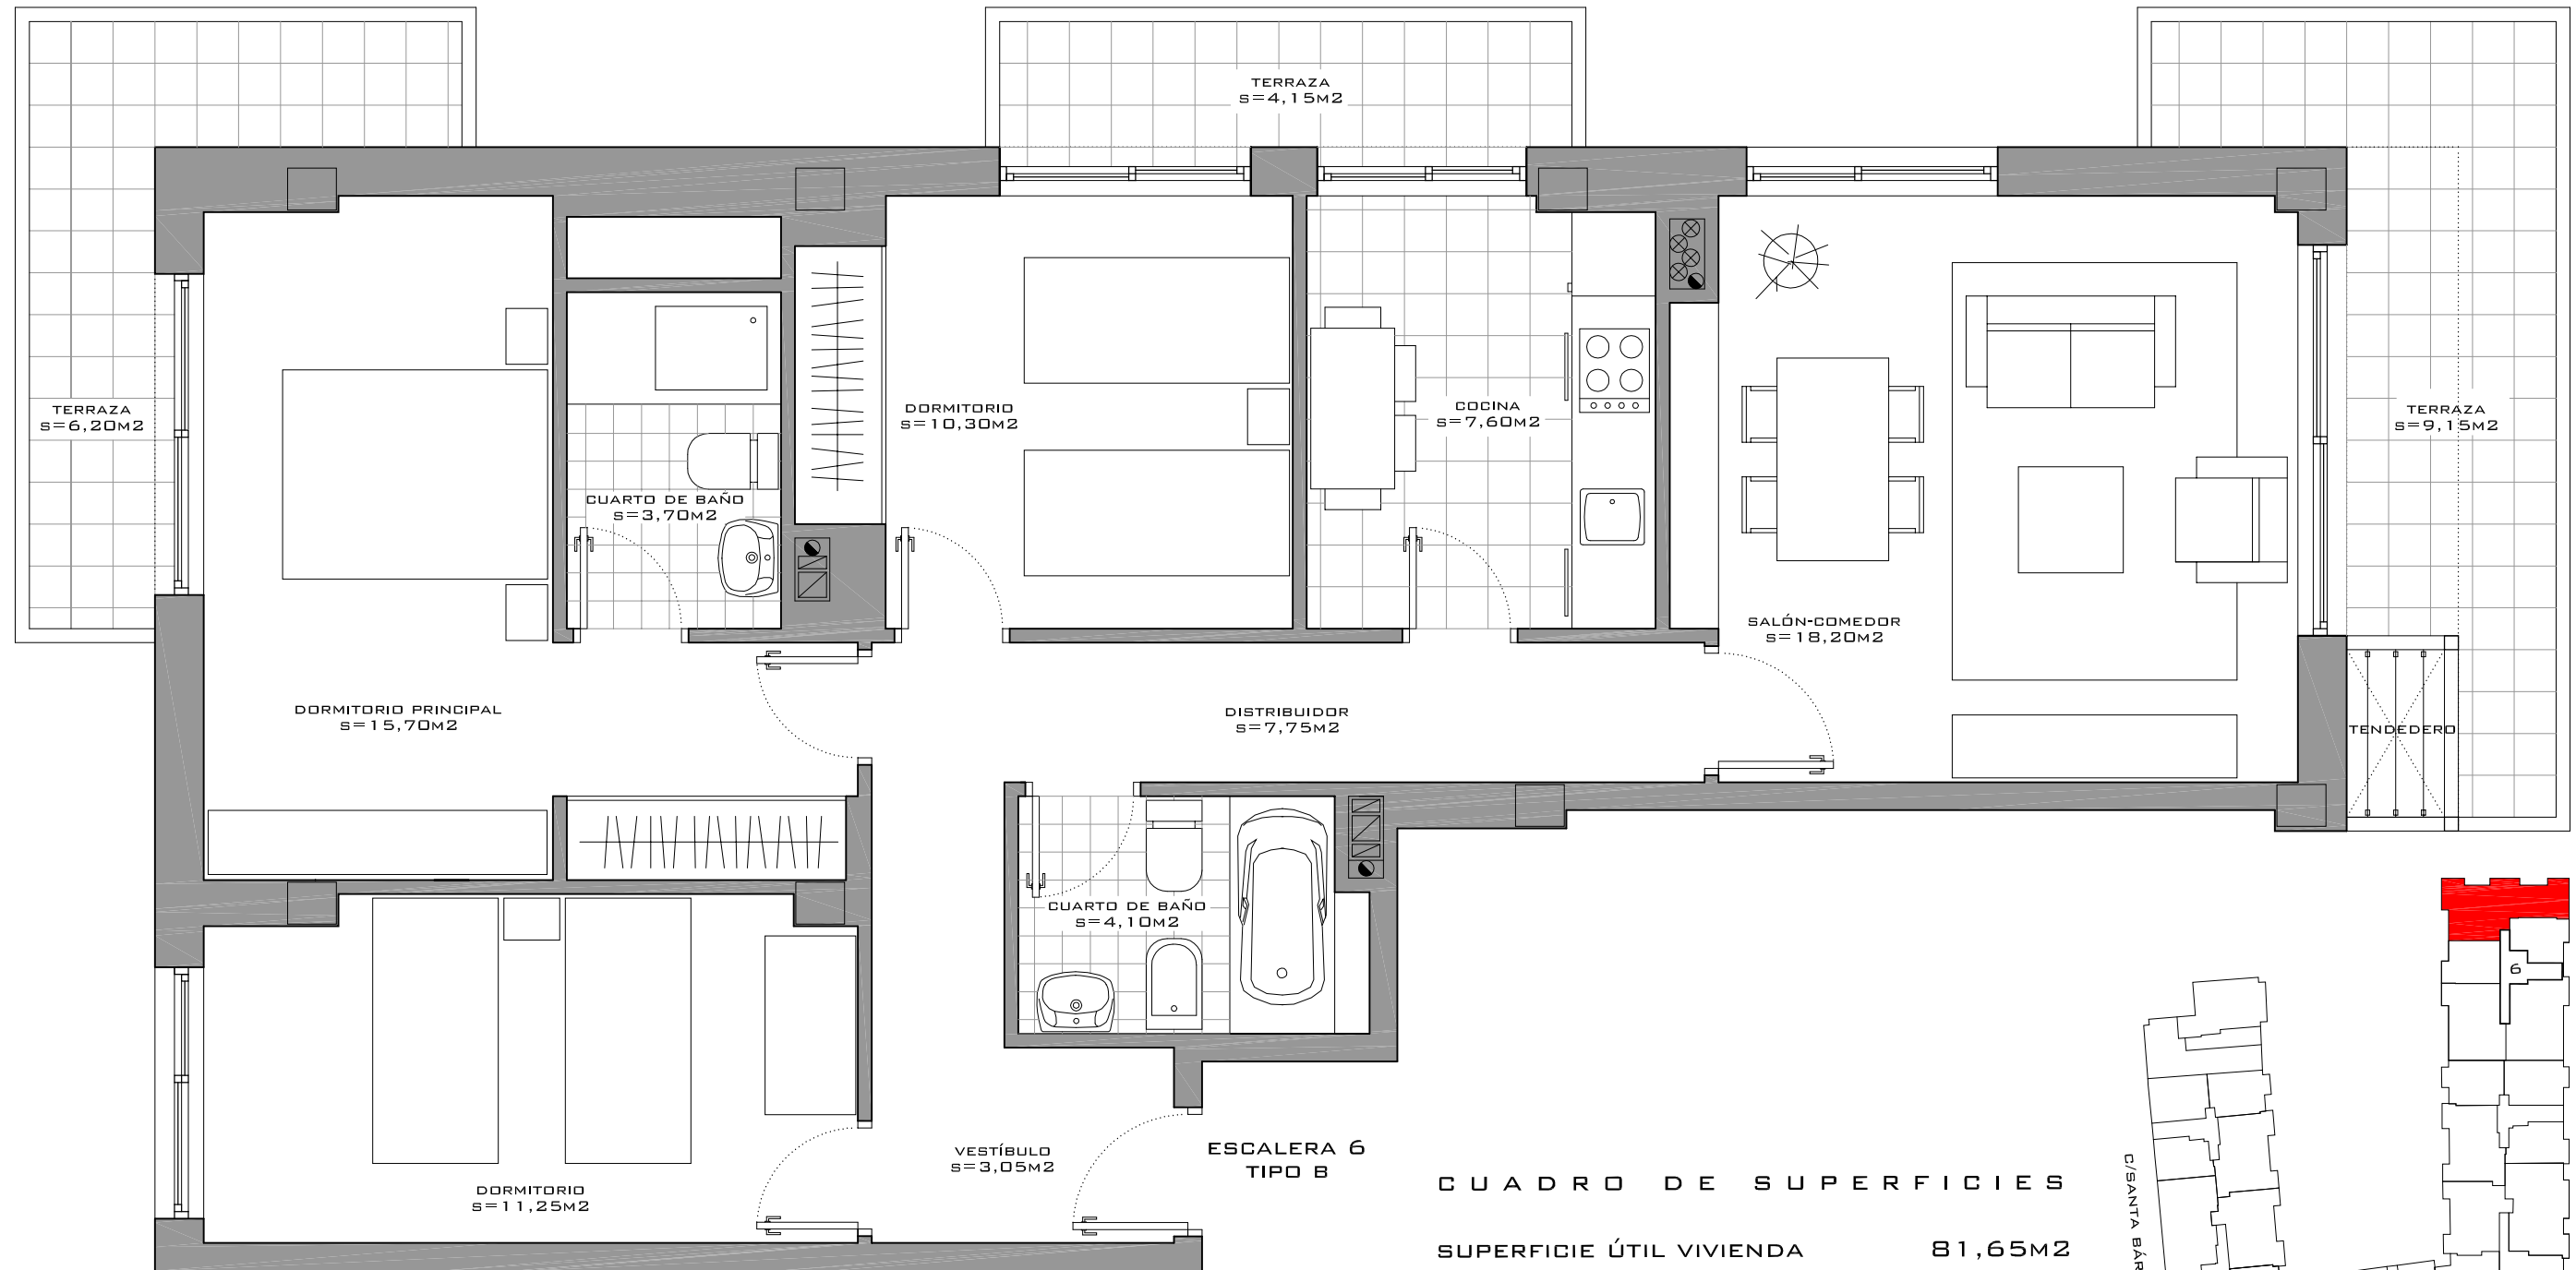 TERRAZA
S=4,15M2
TERRAZA
S=6,20M2
CUARTO DE BAÑO
S=3,70M2
DORMITORIO
S=10,30M2
COCINA
S=7,60M2
TERRAZA
S=9,15M2
SALÓN-COMEDOR
S=18,20M2
DORMITORIO PRINCIPAL
S=15,70M2
DISTRIBUIDOR
S=7,75M2
TENDEDERO
CUARTO DE BAÑO
S=4,10M2
6
VESTÍBULO
S=3,05M2
ESCALERA 6
TIPO B
DORMITORIO
S=11,25M2
CUADRO DE SUPERFICIES
SUPERFICIE ÚTIL VIVIENDA 81,65M2
C/SANTA BÁR